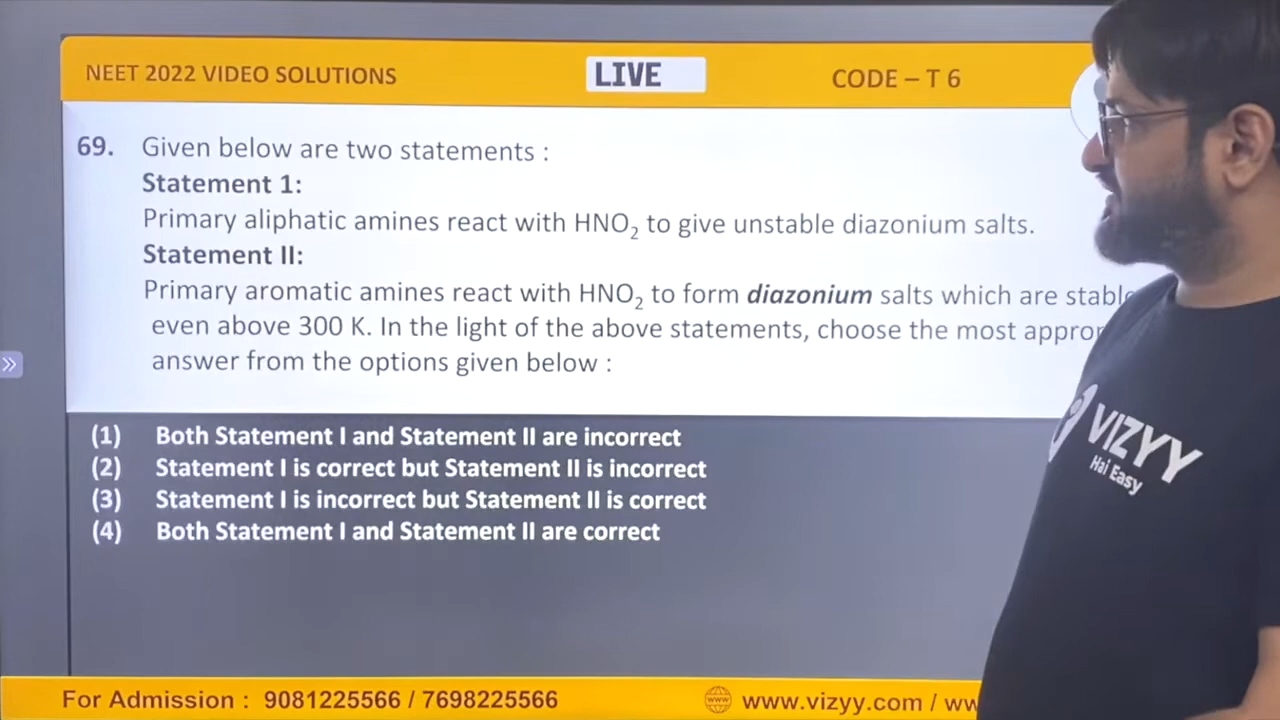 NEET 2022 VIDEO SOLUTIONS LIVE CODE – T 6
69. Given below are two statements :
Statement 1:
Primary aliphatic amines react with HNO₂ to give unstable diazonium salts.
Statement II:
Primary aromatic amines react with HNO₂ to form diazonium salts which are
even above 300 K. In the light of the above statements, choose the most
answer from the options given below :
(1) Both Statement I and Statement II are incorrect
(2) Statement I is correct but Statement II is incorrect
(3) Statement I is incorrect but Statement II is correct
(4) Both Statement I and Statement II are correct
VIZYY
Hai Easy
For Admission : 9081225566 / 7698225566 www www.vizyy.com /